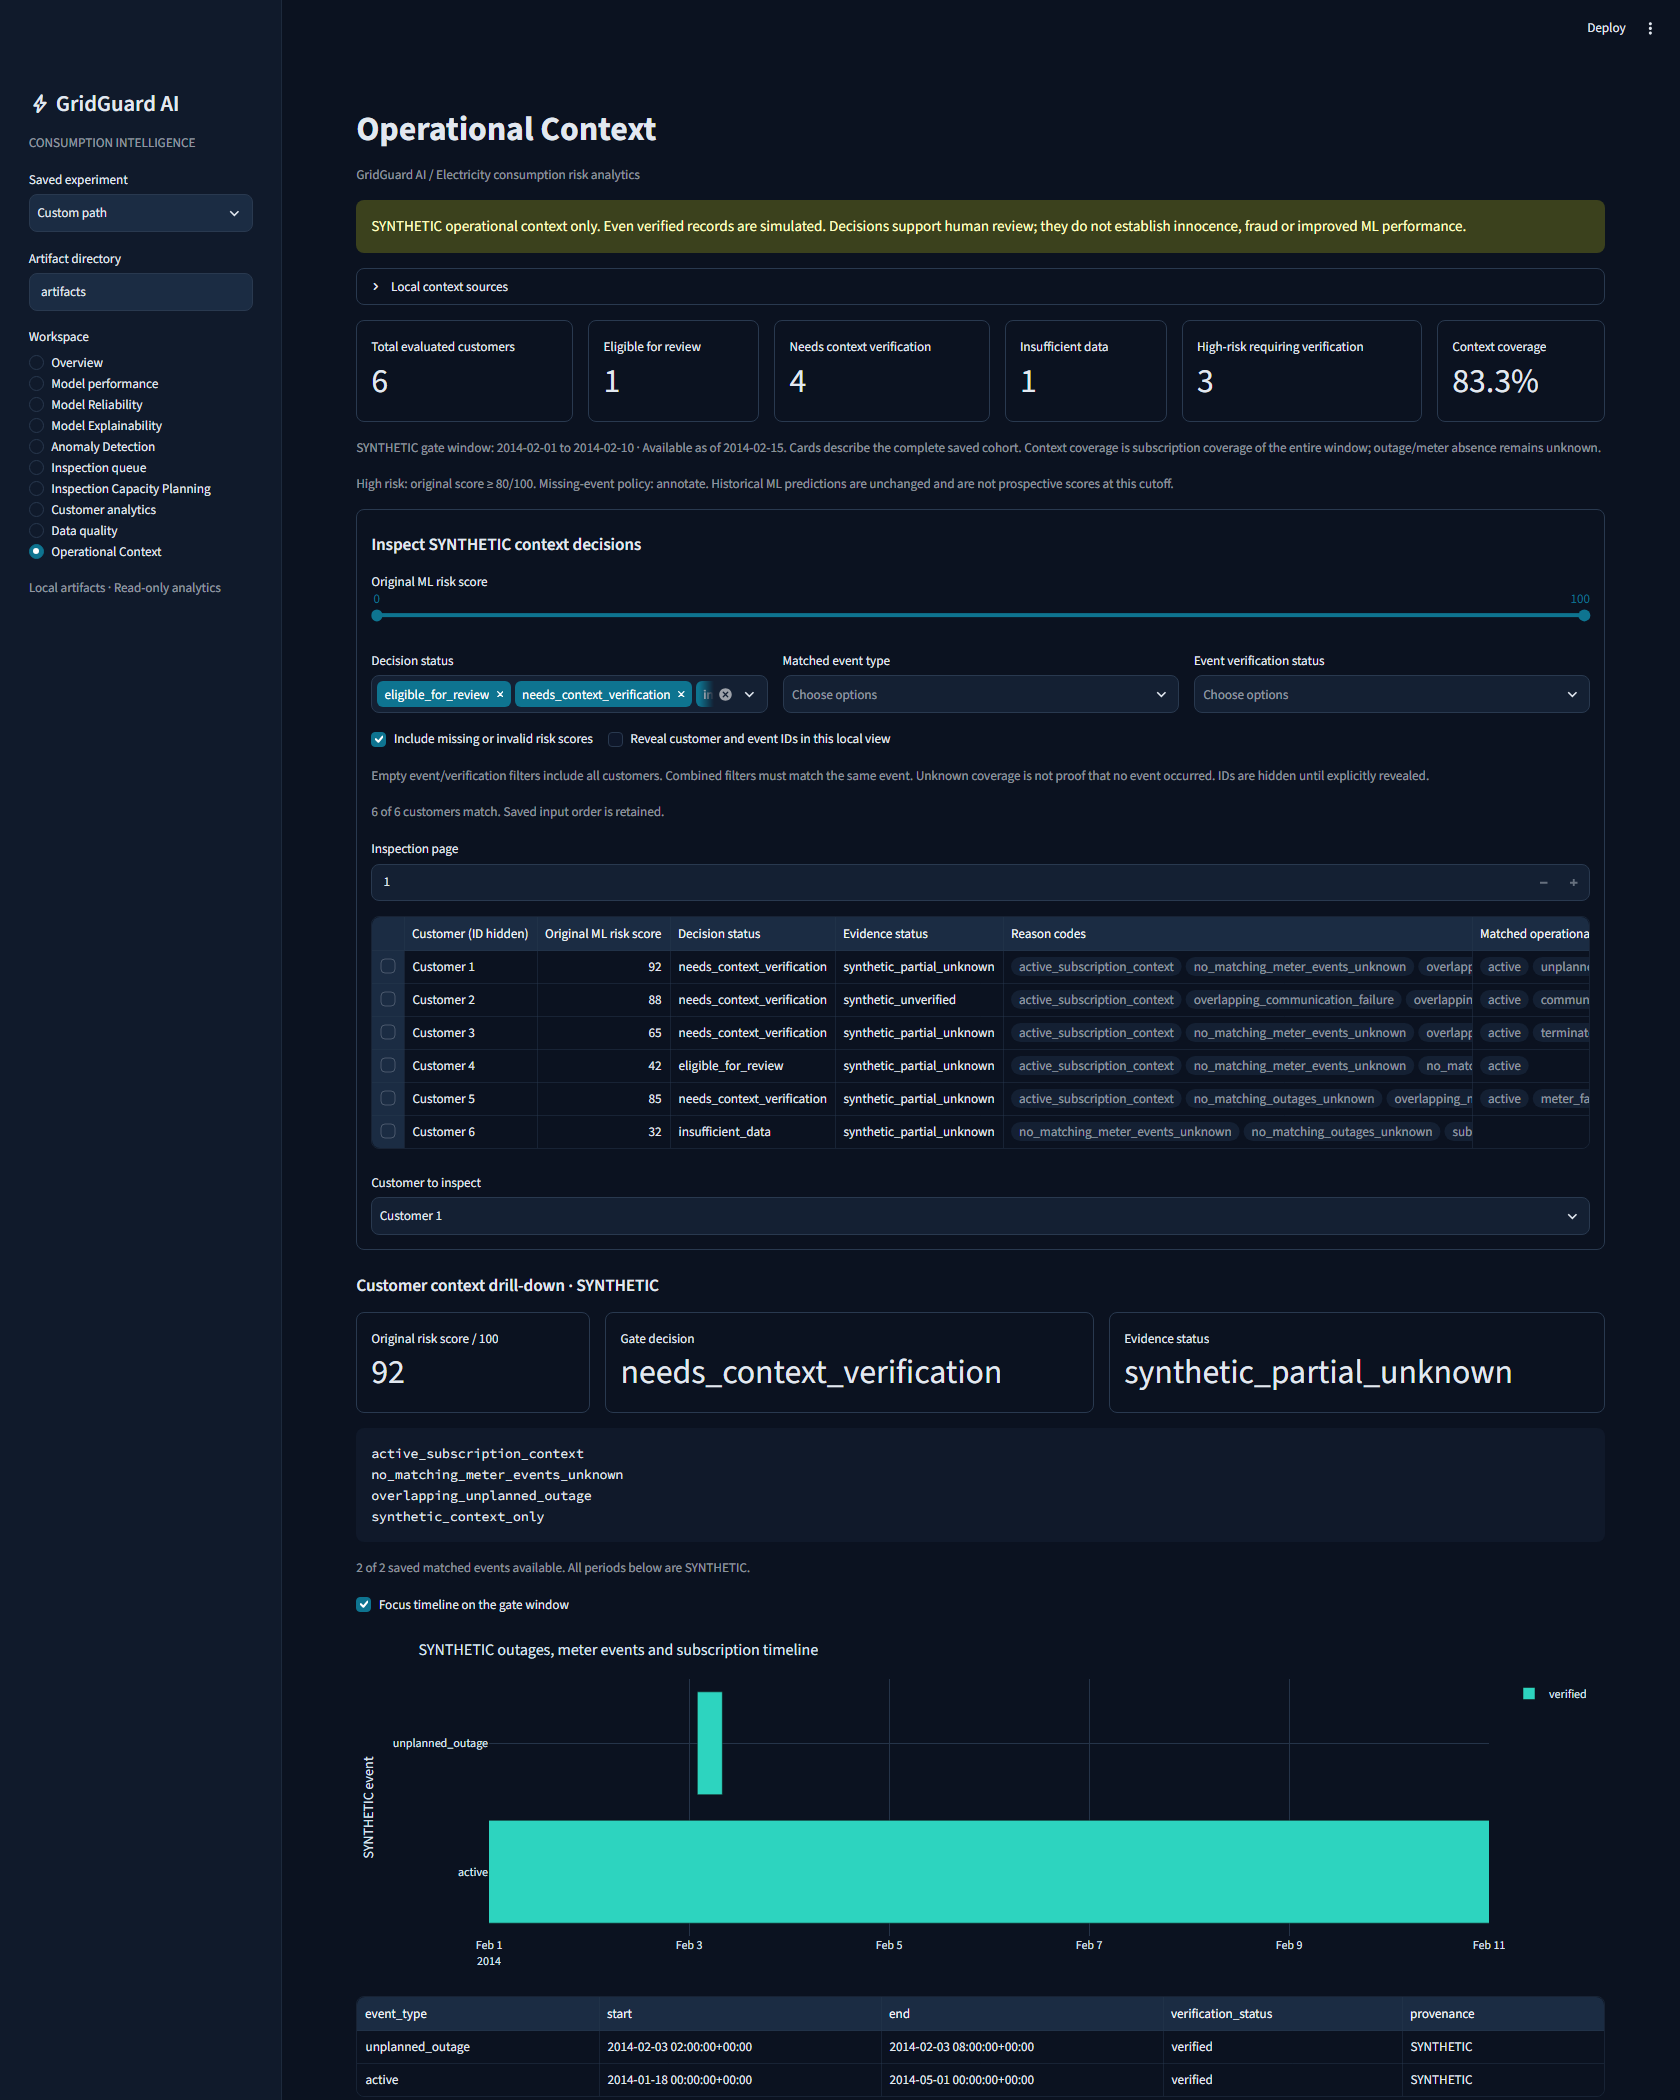 Deploy
GridGuard AI
CONSUMPTION INTELLIGENCE
Saved experiment
Custom path
Artifact directory
artifacts
Workspace
Overview
Model performance
Model Reliability
Model Explainability
Anomaly Detection
Inspection queue
Inspection Capacity Planning
Customer analytics
Data quality
Operational Context
Local artifacts · Read-only analytics
Operational Context
GridGuard AI / Electricity consumption risk analytics
SYNTHETIC operational context only. Even verified records are simulated. Decisions support human review; they do not establish innocence, fraud or improved ML performance.
Local context sources
Total evaluated customers
6
Eligible for review
1
Needs context verification
4
Insufficient data
1
High-risk requiring verification
3
Context coverage
83.3%
SYNTHETIC gate window: 2014-02-01 to 2014-02-10 · Available as of 2014-02-15. Cards describe the complete saved cohort. Context coverage is subscription coverage of the entire window; outage/meter absence remains unknown.
High risk: original score ≥ 80/100. Missing-event policy: annotate. Historical ML predictions are unchanged and are not prospective scores at this cutoff.
Inspect SYNTHETIC context decisions
Original ML risk score
0 100
Decision status
eligible_for_review needs_context_verification in
Matched event type
Choose options
Event verification status
Choose options
Include missing or invalid risk scores Reveal customer and event IDs in this local view
Empty event/verification filters include all customers. Combined filters must match the same event. Unknown coverage is not proof that no event occurred. IDs are hidden until explicitly revealed.
6 of 6 customers match. Saved input order is retained.
Inspection page
1
Customer (ID hidden) Original ML risk score Decision status Evidence status Reason codes Matched operationa
Customer 1 92 needs_context_verification synthetic_partial_unknown active_subscription_context no_matching_meter_events_unknown overlapp active unplann
Customer 2 88 needs_context_verification synthetic_unverified active_subscription_context overlapping_communication_failure overlappin active commun
Customer 3 65 needs_context_verification synthetic_partial_unknown active_subscription_context no_matching_meter_events_unknown overlapp active terminat
Customer 4 42 eligible_for_review synthetic_partial_unknown active_subscription_context no_matching_meter_events_unknown no_matc active
Customer 5 85 needs_context_verification synthetic_partial_unknown active_subscription_context no_matching_outages_unknown overlapping_n active meter_fa
Customer 6 32 insufficient_data synthetic_partial_unknown no_matching_meter_events_unknown no_matching_outages_unknown sub
Customer to inspect
Customer 1
Customer context drill-down · SYNTHETIC
Original risk score / 100
92
Gate decision
needs_context_verification
Evidence status
synthetic_partial_unknown
active_subscription_context
no_matching_meter_events_unknown
overlapping_unplanned_outage
synthetic_context_only
2 of 2 saved matched events available. All periods below are SYNTHETIC.
Focus timeline on the gate window
SYNTHETIC outages, meter events and subscription timeline
verified
SYNTHETIC event
unplanned_outage
active
Feb 1 Feb 3 Feb 5 Feb 7 Feb 9 Feb 11
2014
event_type start end verification_status provenance
unplanned_outage 2014-02-03 02:00:00+00:00 2014-02-03 08:00:00+00:00 verified SYNTHETIC
active 2014-01-18 00:00:00+00:00 2014-05-01 00:00:00+00:00 verified SYNTHETIC